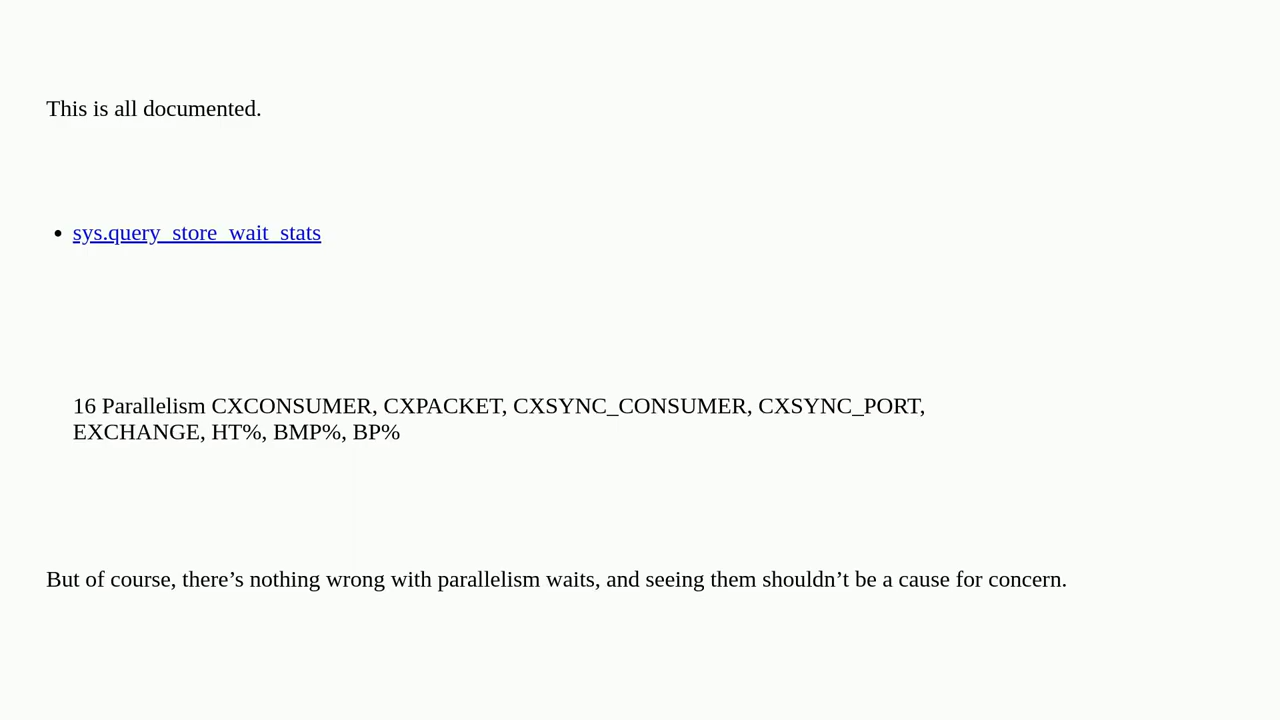 This is all documented.
• sys.query_store_wait_stats
16 Parallelism CXCONSUMER, CXPACKET, CXSYNC_CONSUMER, CXSYNC_PORT,
EXCHANGE, HT%, BMP%, BP%
But of course, there’s nothing wrong with parallelism waits, and seeing them shouldn’t be a cause for concern.